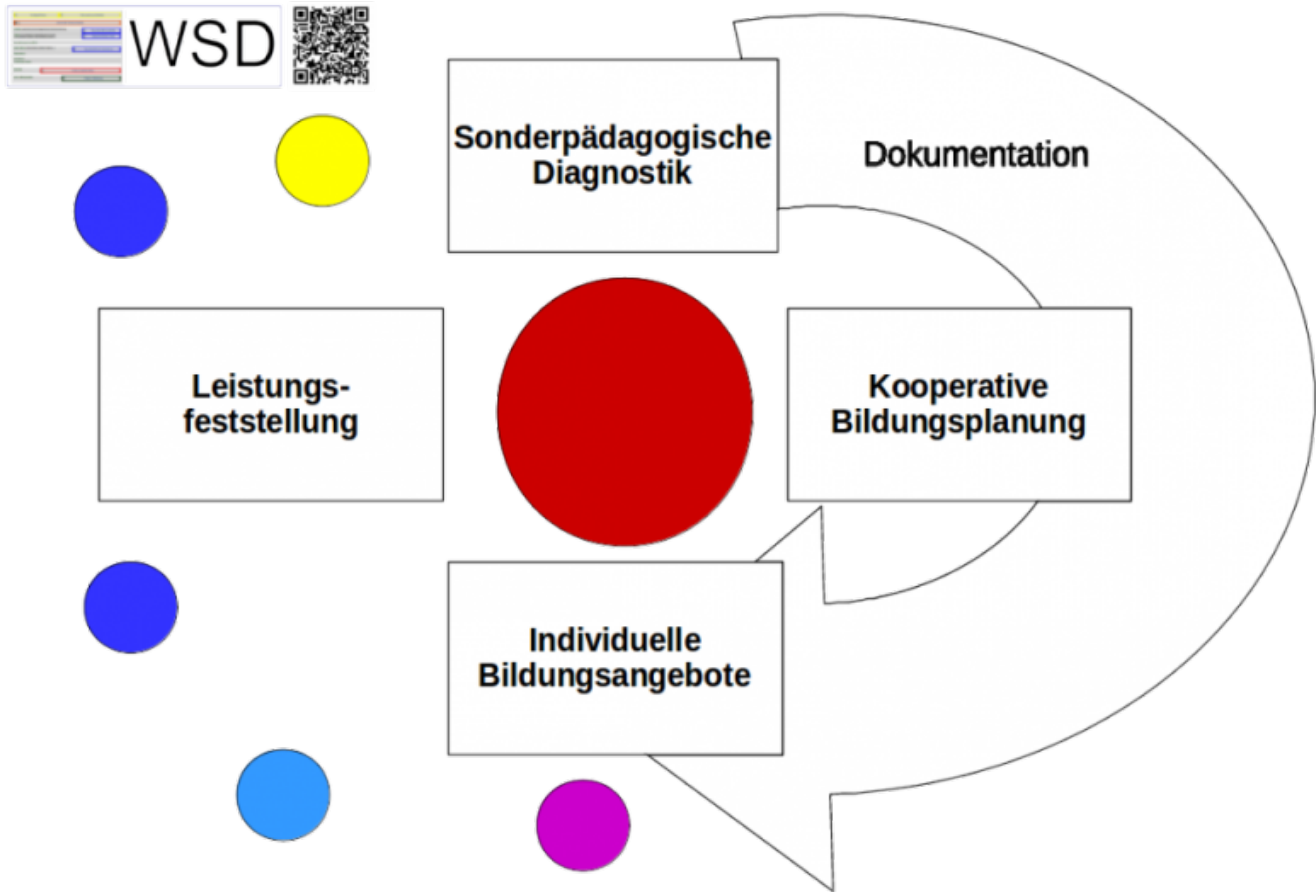 WSD
Sonderpädagogische
Diagnostik
Dokumentation
Leistungs-
feststellung
Kooperative
Bildungsplanung
Individuelle
Bildungsangebote